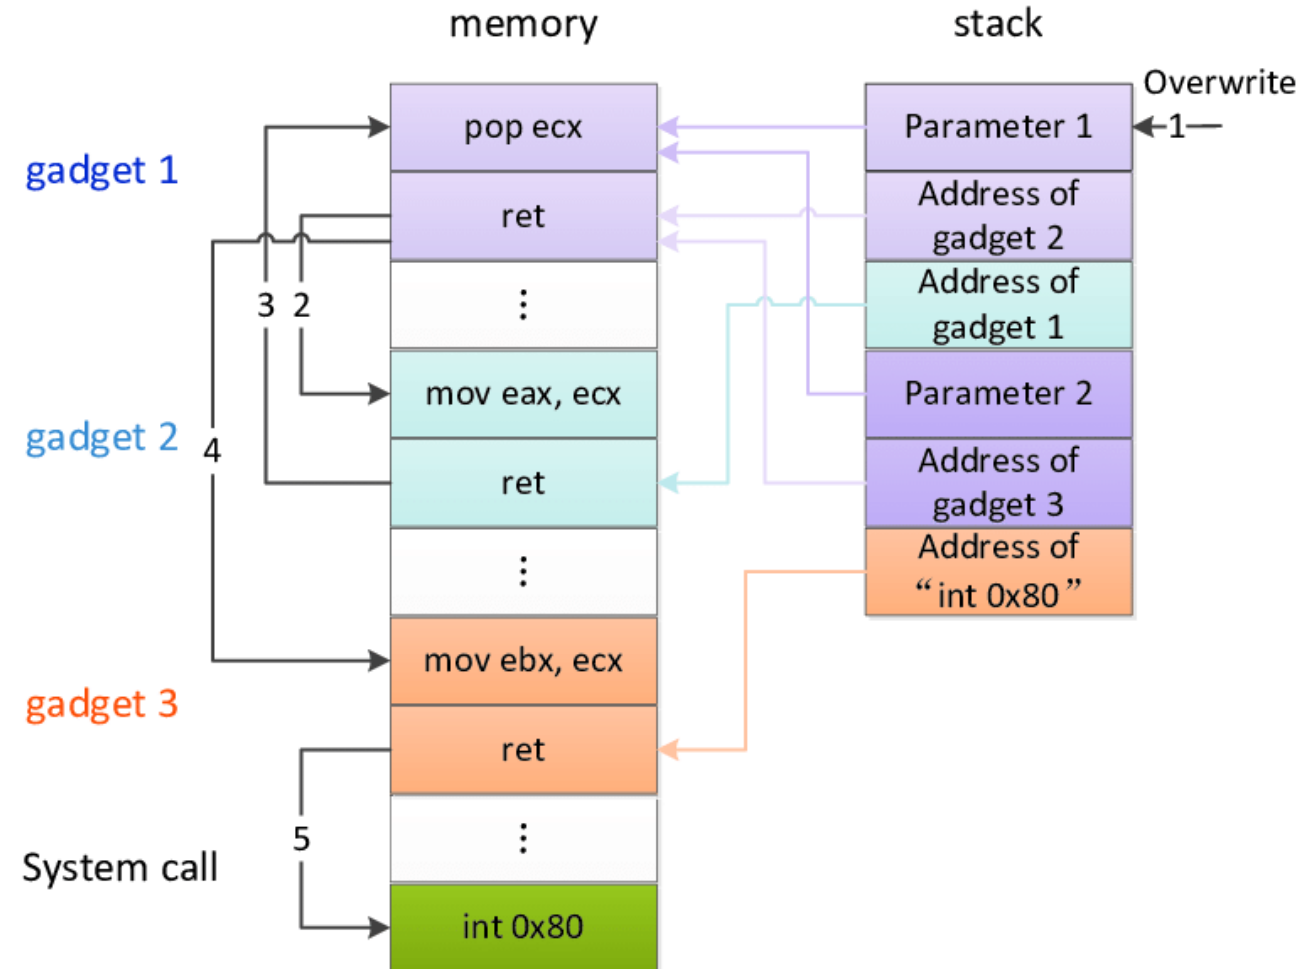 memory
stack
Overwrite
1
gadget 1
pop ecx
ret
⋮
3
2
gadget 2
4
mov eax, ecx
ret
⋮
gadget 3
mov ebx, ecx
ret
5
⋮
System call
int 0x80
Parameter 1
Address of
gadget 2
Address of
gadget 1
Parameter 2
Address of
gadget 3
Address of
“int 0x80”